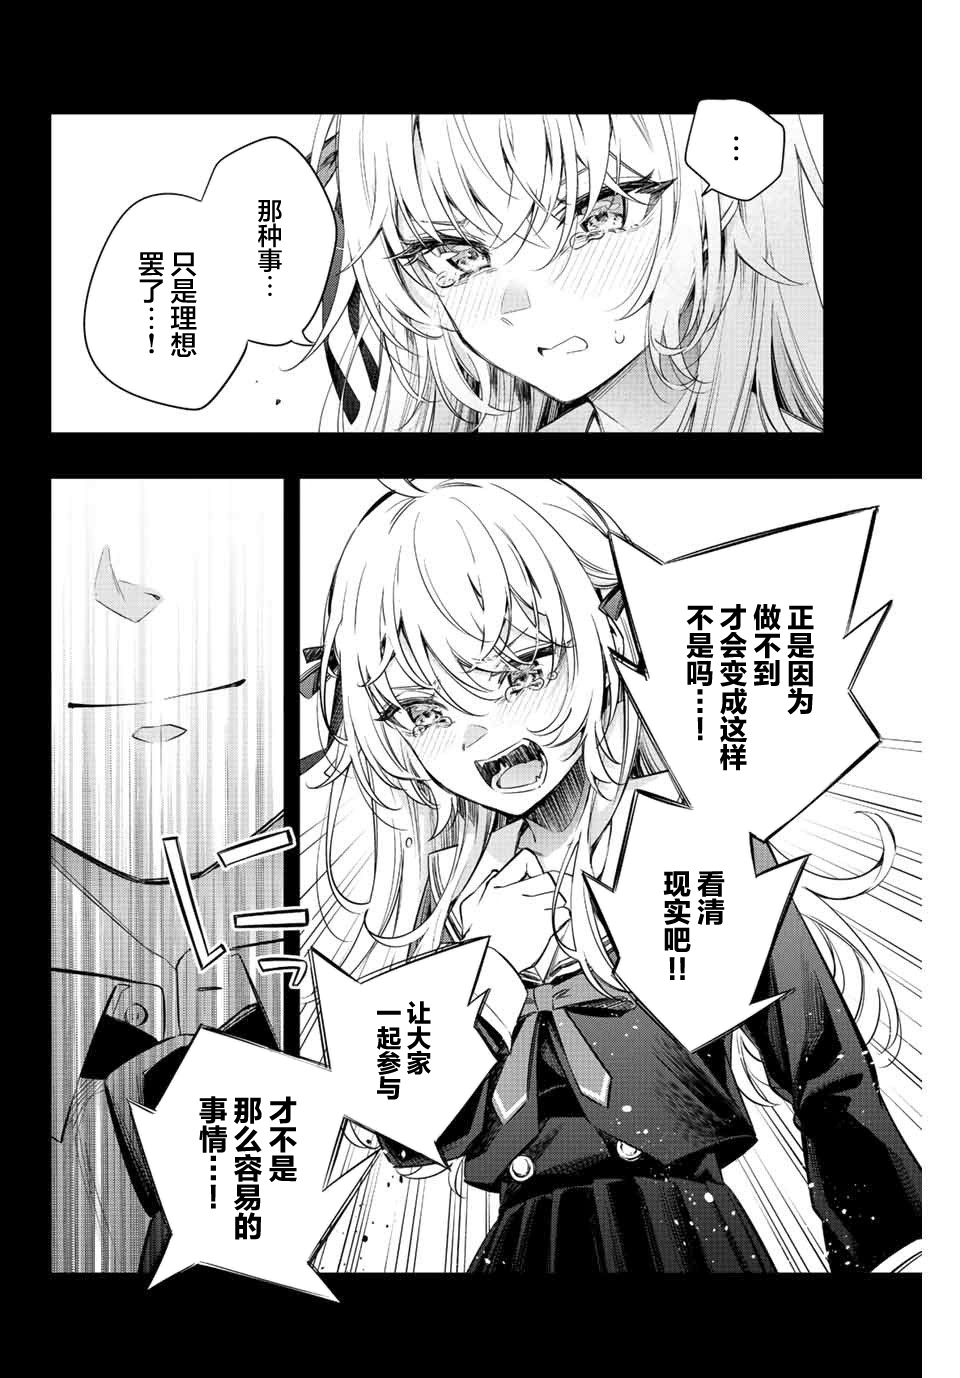 …
那种事…
只是理想
罢了…！
正是因为
做不到
才会变成这样
不是吗…！
看清
现实吧!!
让大家
一起参与
才不是
那么容易的
事情…！